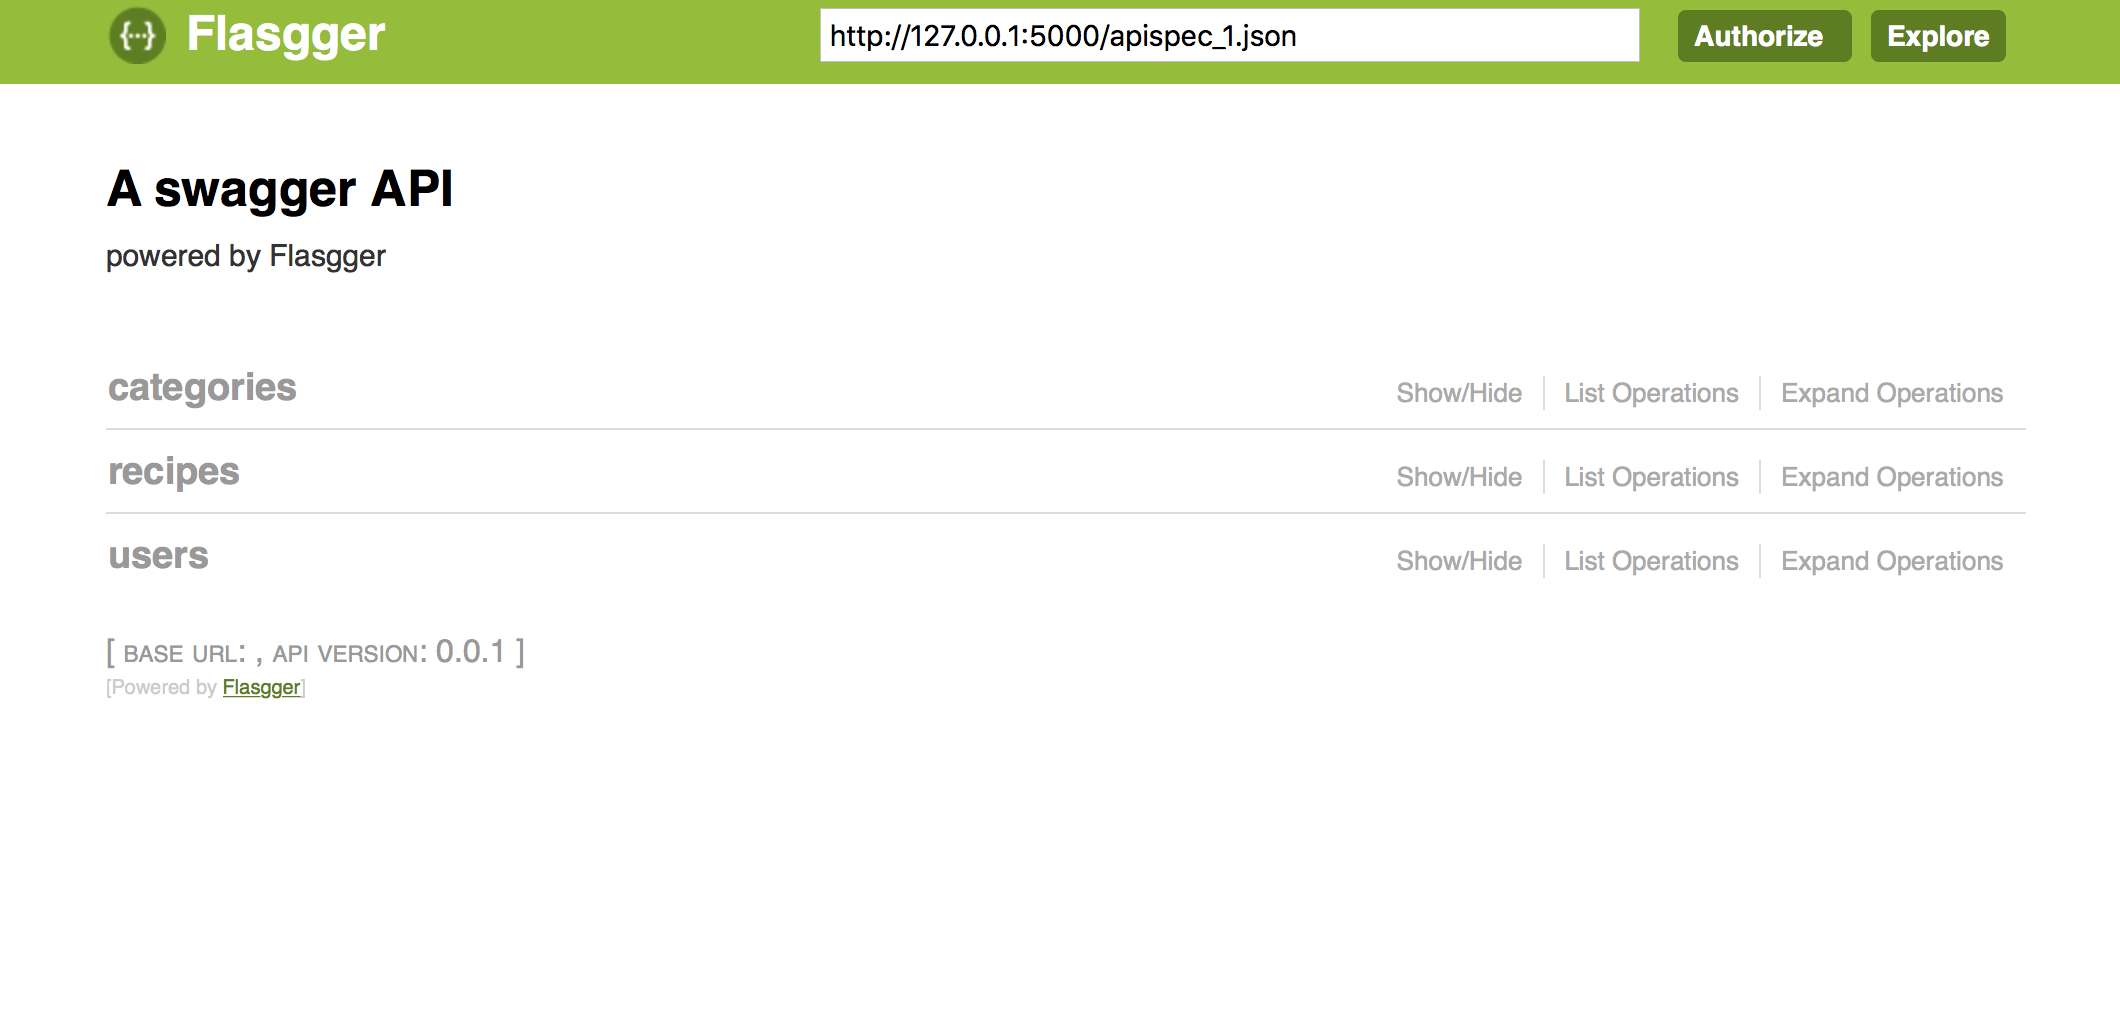 {···} Flasgger http://127.0.0.1:5000/apispec_1.json Authorize Explore
A swagger API
powered by Flasgger
categories Show/Hide List Operations Expand Operations
recipes Show/Hide List Operations Expand Operations
users Show/Hide List Operations Expand Operations
[ BASE URL: , API VERSION: 0.0.1 ]
[Powered by Flasgger]